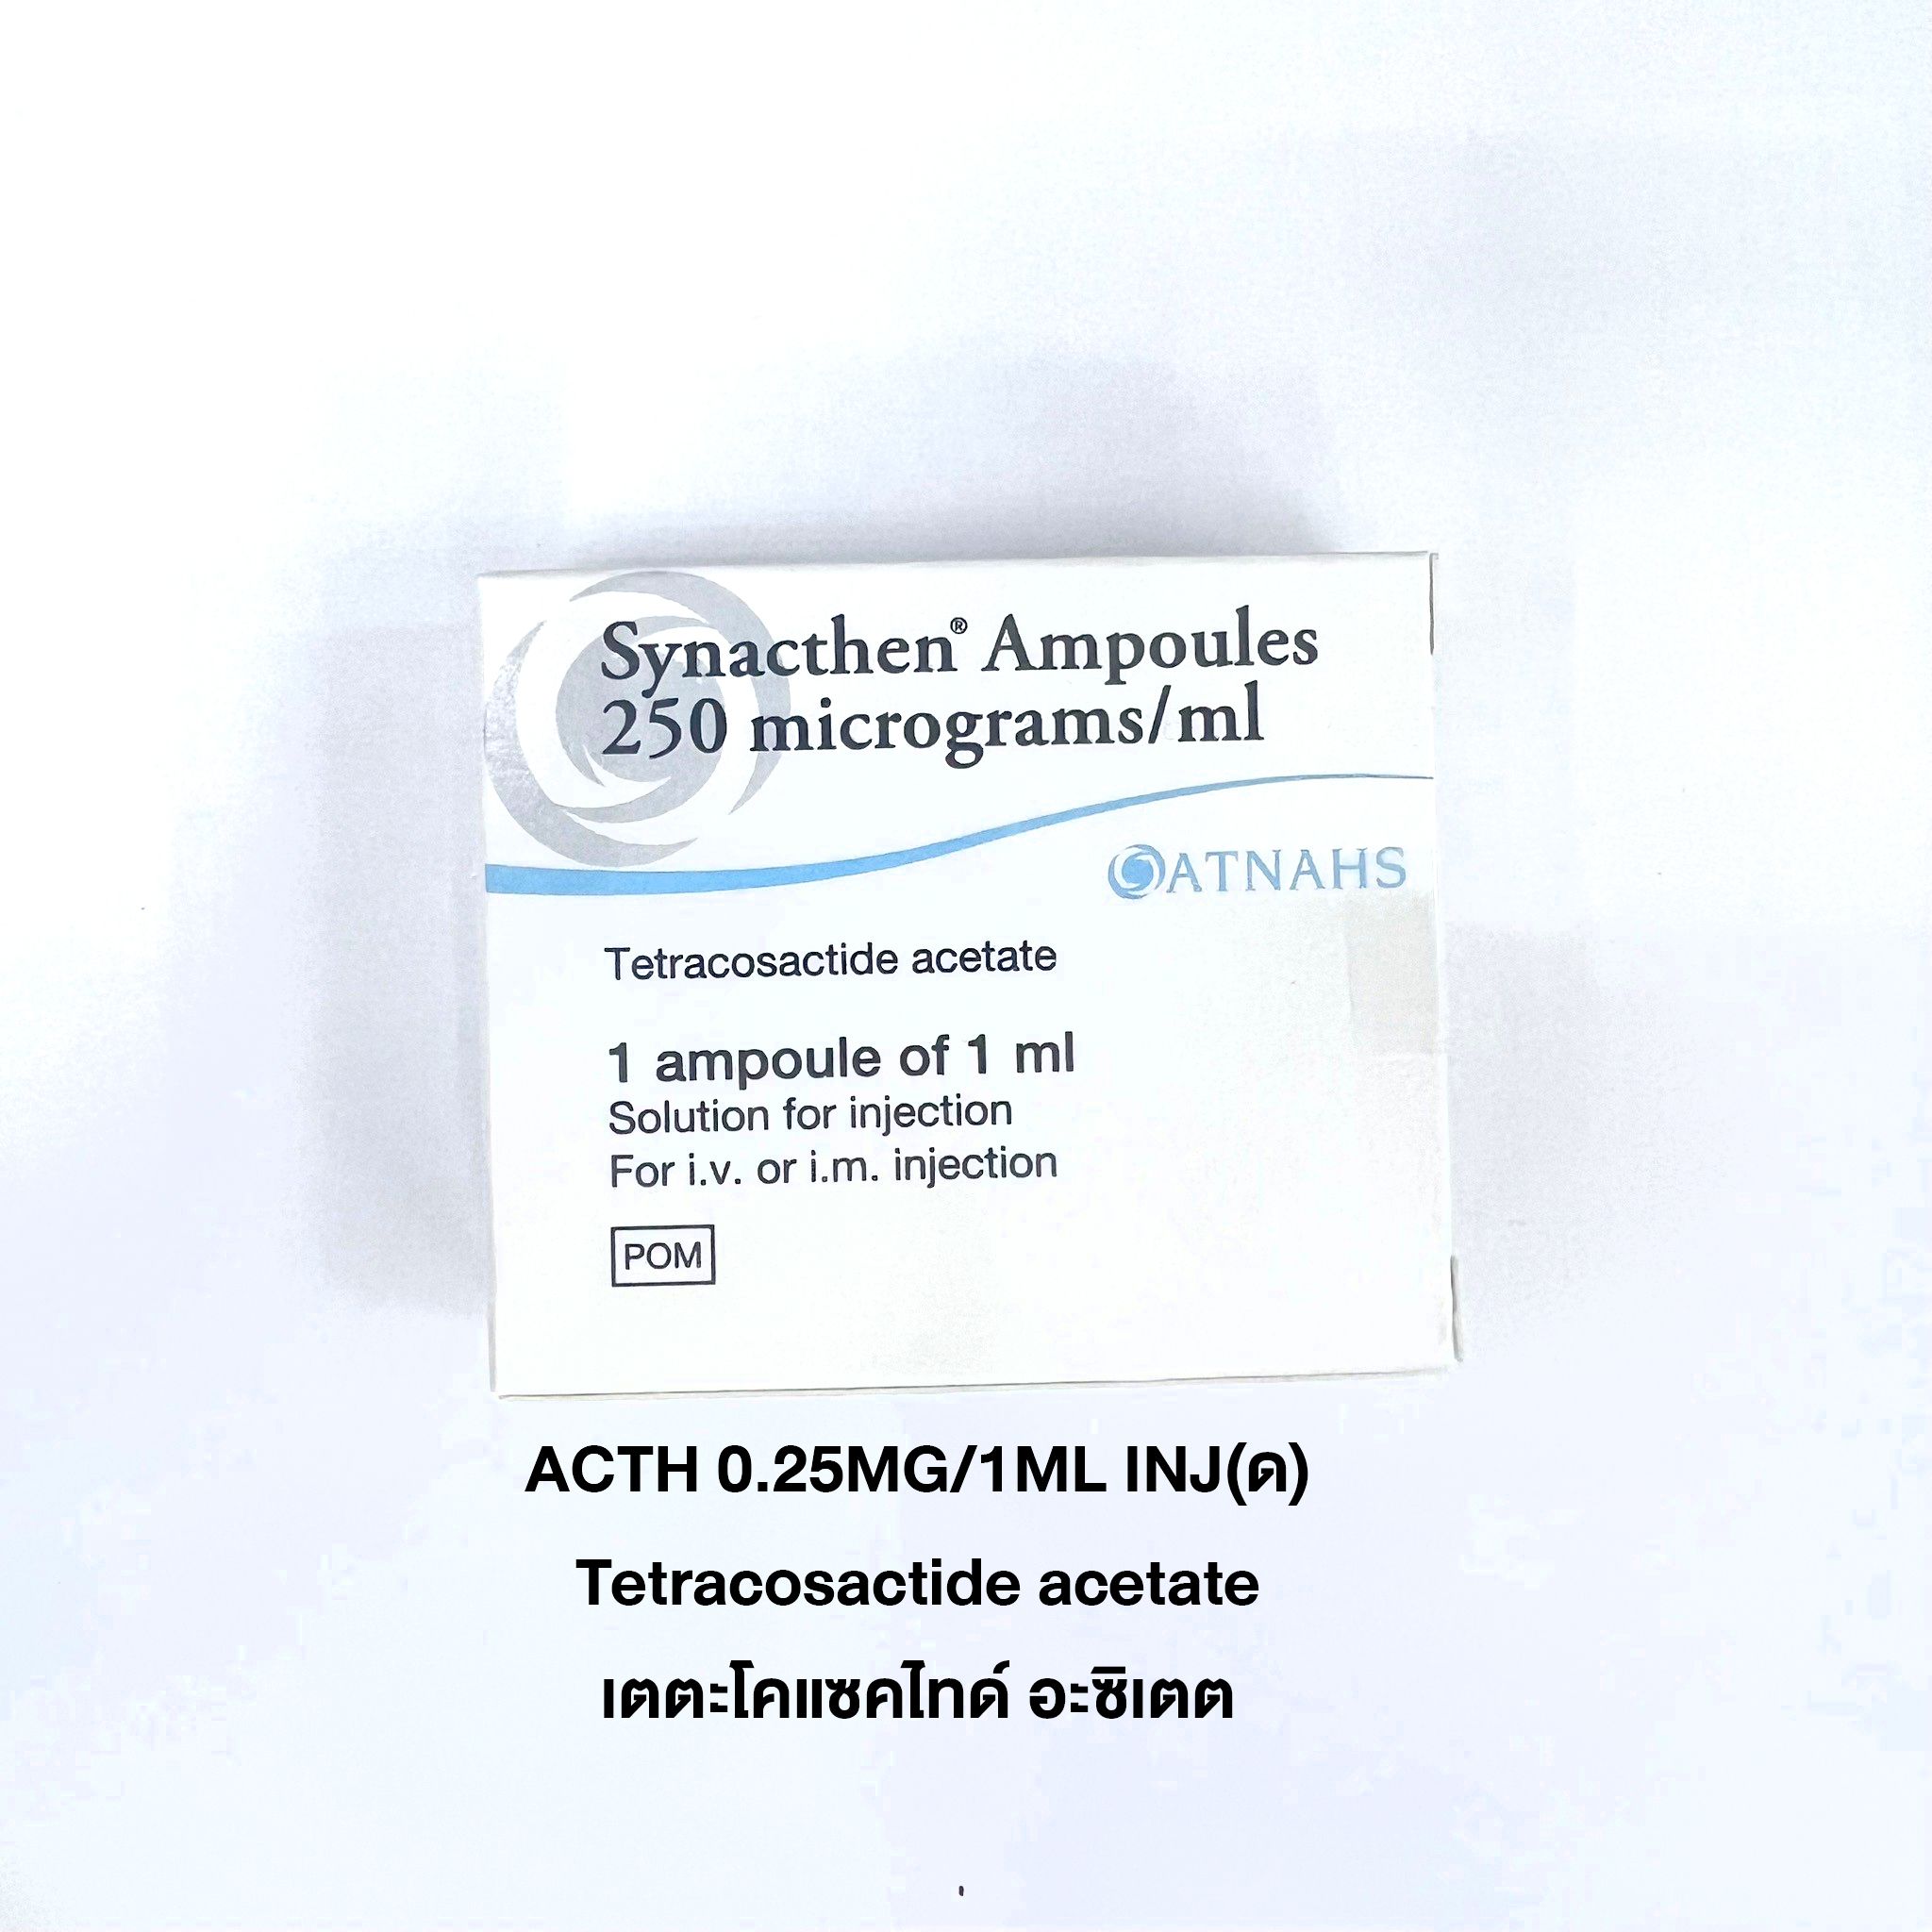 Synacthen® Ampoules
250 micrograms/ml
ATNAHS
Tetracosactide acetate
1 ampoule of 1 ml
Solution for injection
For i.v. or i.m. injection
POM
ACTH 0.25MG/1ML INJ(ด)
Tetracosactide acetate
เตตะโคแซคไทด์ อะซิเตต